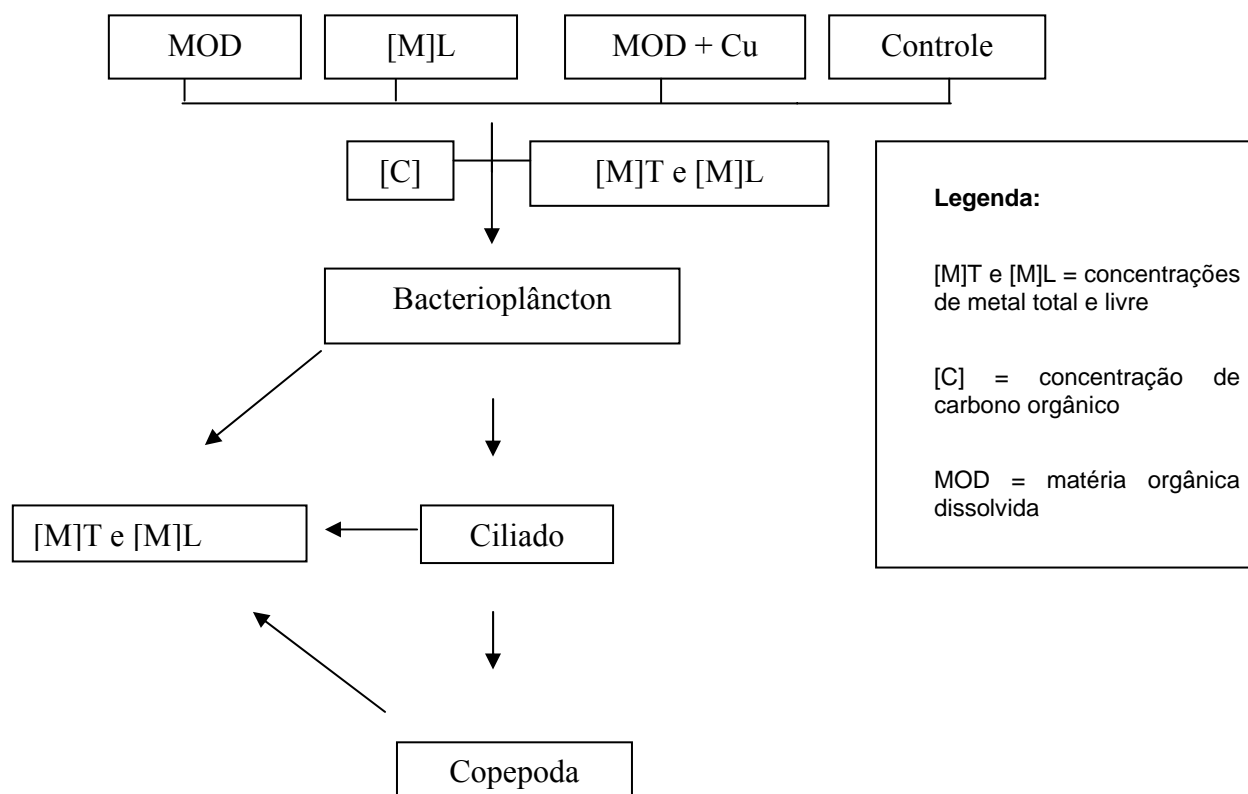 MOD
[M]L
MOD + Cu
Controle
[C]
[M]T e [M]L
Bacterioplâncton
[M]T e [M]L
Ciliado
Copepoda
Legenda:
[M]T e [M]L = concentrações
de metal total e livre
[C] = concentração de
carbono orgânico
MOD = matéria orgânica
dissolvida